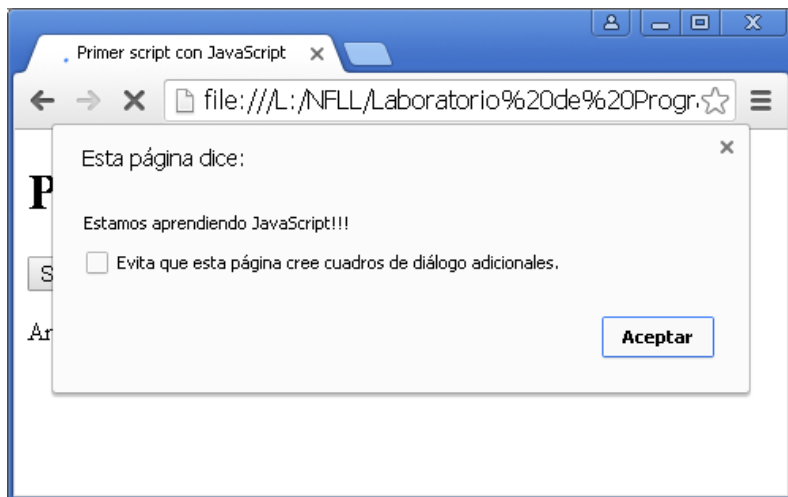 Primer script con JavaScript
file:///L:/NFLL/Laboratorio%20de%20Progr
Esta página dice:
P
Estamos aprendiendo JavaScript!!!
S
Evita que esta página cree cuadros de diálogo adicionales.
Ar
Aceptar